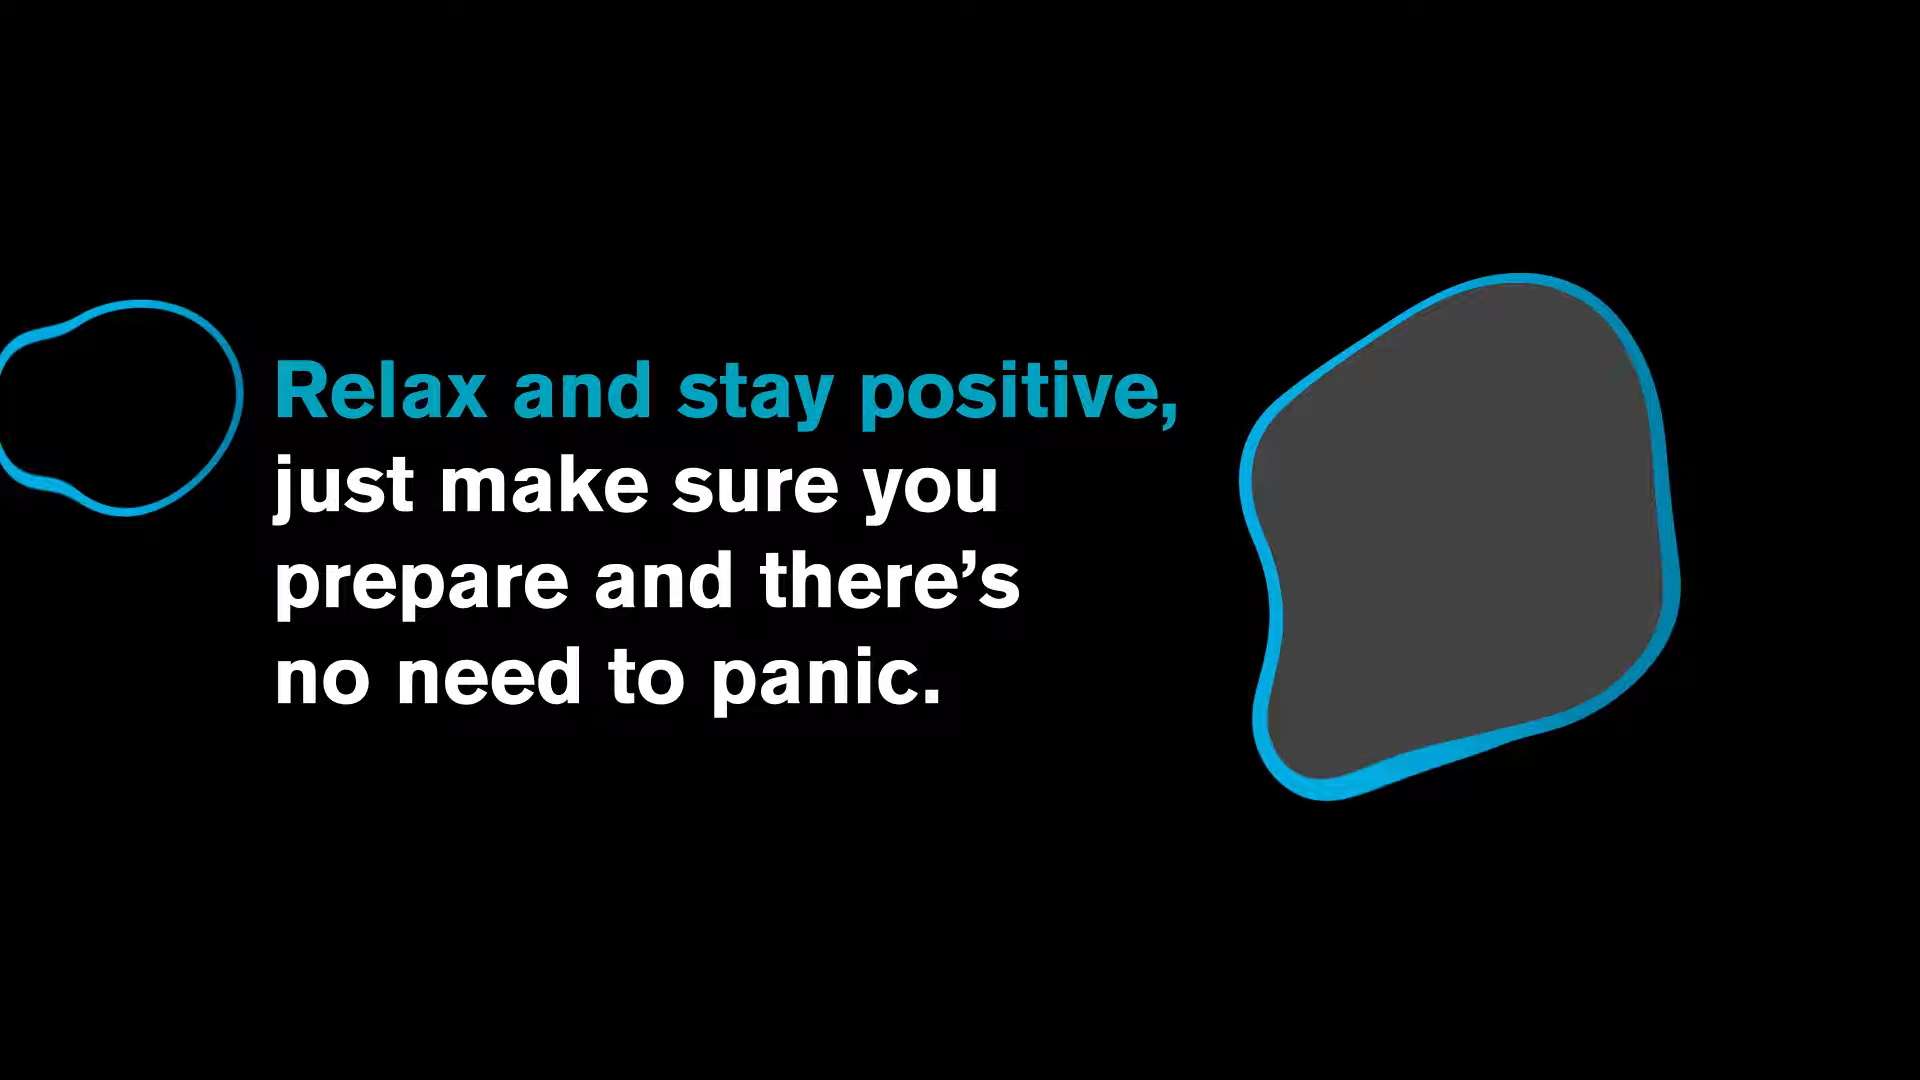 Relax and stay positive,
just make sure you
prepare and there’s
no need to panic.